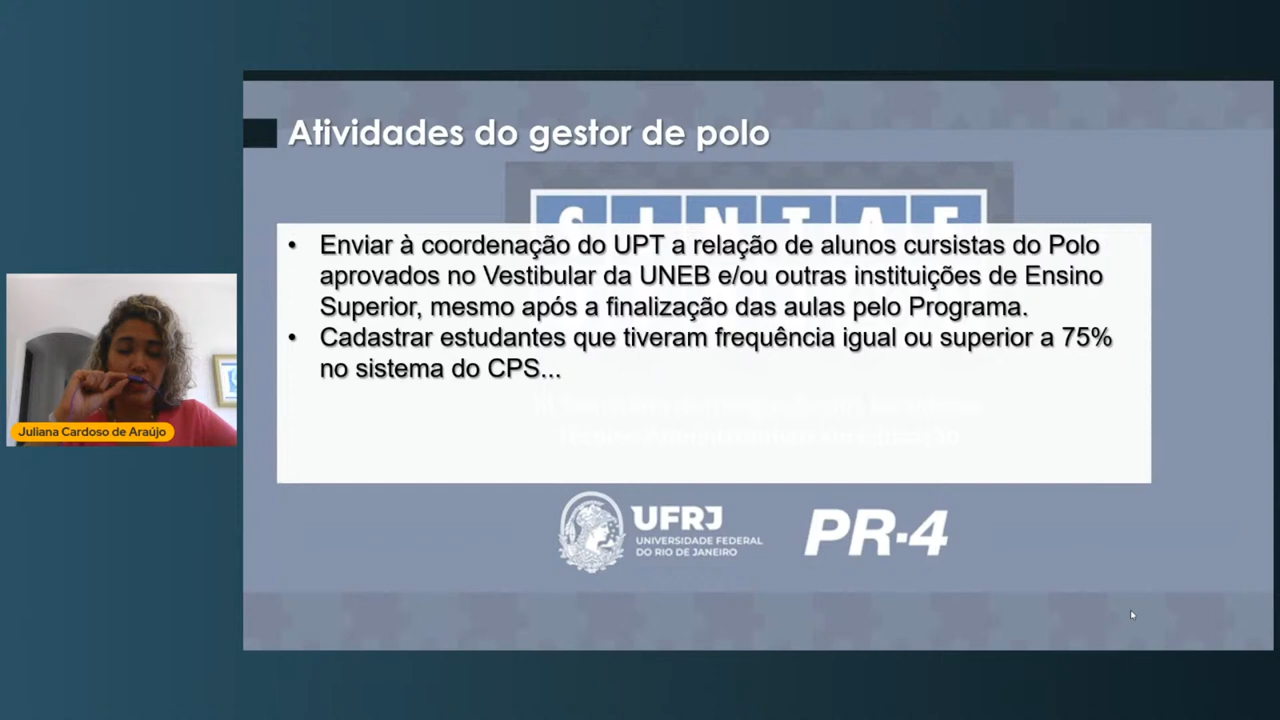 Atividades do gestor de polo
SINTAE
• Enviar à coordenação do UPT a relação de alunos cursistas do Polo
aprovados no Vestibular da UNEB e/ou outras instituições de Ensino
Superior, mesmo após a finalização das aulas pelo Programa.
• Cadastrar estudantes que tiveram frequência igual ou superior a 75%
no sistema do CPS...
Juliana Cardoso de Araújo
UFRJ
UNIVERSIDADE FEDERAL
DO RIO DE JANEIRO
PR-4